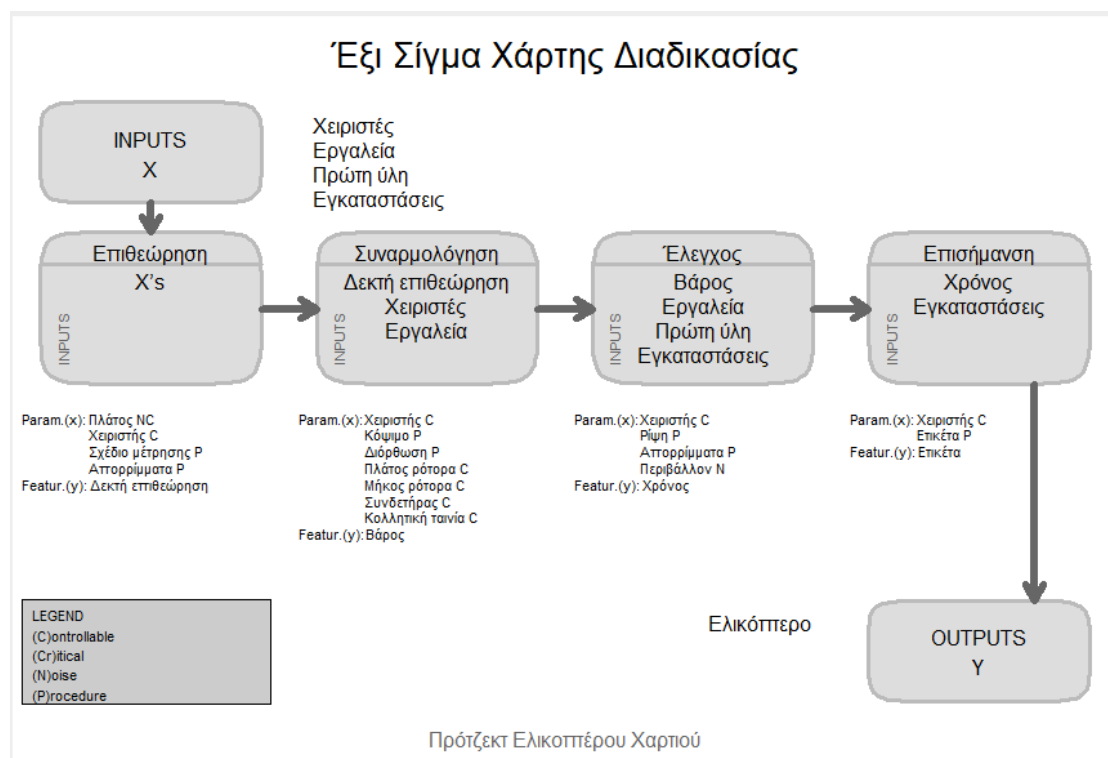 Έξι Σίγμα Χάρτης Διαδικασίας
INPUTS
X
Χειριστές
Εργαλεία
Πρώτη ύλη
Εγκαταστάσεις
Επιθεώρηση
X's
INPUTS
Συναρμολόγηση
Δεκτή επιθεώρηση
Χειριστές
Εργαλεία
INPUTS
Έλεγχος
Βάρος
Εργαλεία
Πρώτη ύλη
Εγκαταστάσεις
INPUTS
Επισήμανση
Χρόνος
Εγκαταστάσεις
INPUTS
Param.(x): Πλάτος NC
Χειριστής C
Σχέδιο μέτρησης P
Απορρίμματα P
Featur.(y): Δεκτή επιθεώρηση
Param.(x): Χειριστής C
Κόψιμο P
Διόρθωση P
Πλάτος ρότορα C
Μήκος ρότορα C
Συνδετήρας C
Κολλητική ταινία C
Featur.(y): Βάρος
Param.(x): Χειριστής C
Ρίψη P
Απορρίμματα P
Περιβάλλον N
Featur.(y): Χρόνος
Param.(x): Χειριστής C
Ετικέτα P
Featur.(y): Ετικέτα
LEGEND
(C)ontrollable
(Cr)itical
(N)oise
(P)rocedure
Ελικόπτερο
OUTPUTS
Y
Πρότζεκτ Ελικοπτέρου Χαρτιού